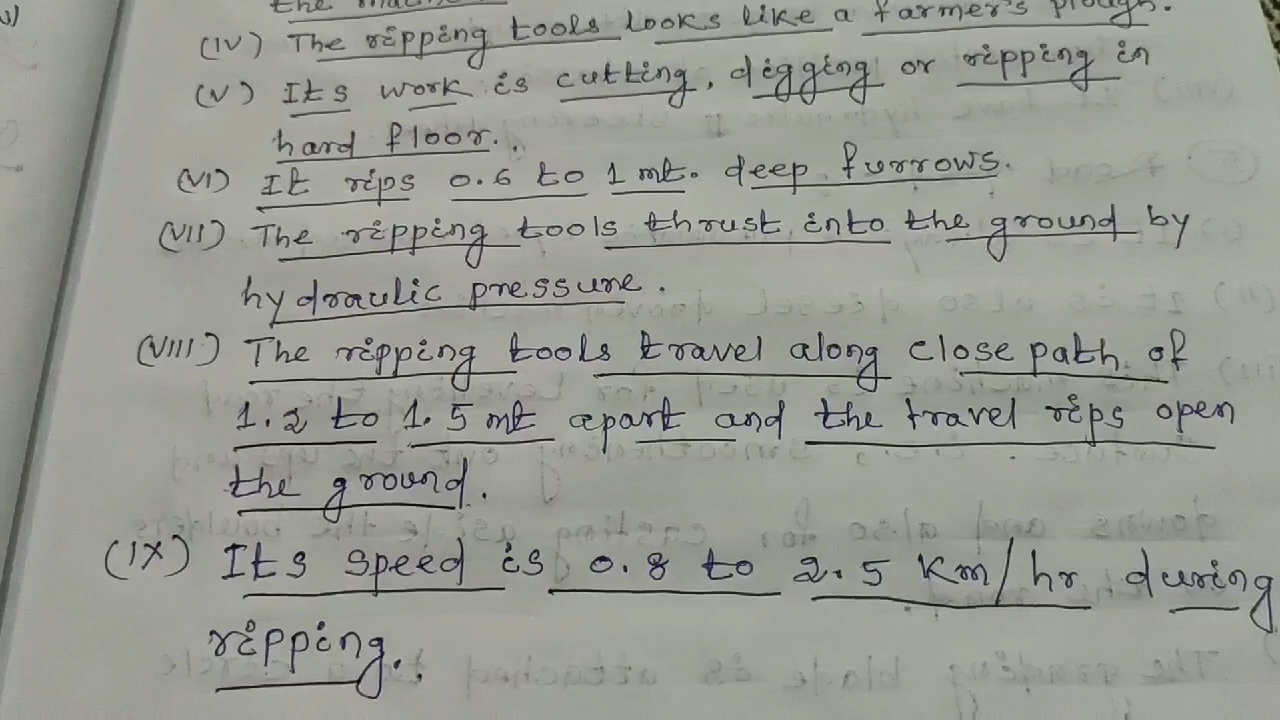 the machine
(IV) The ripping tools looks like a farmer's plough.
(V) Its work is cutting, digging or ripping in
hard floor..
(VI) It rips 0.6 to 1 mt. deep furrows.
(VII) The ripping tools thrust into the ground by
hydraulic pressure.
(VIII) The ripping tools travel along close path of
1.2 to 1.5 mt apart and the travel rips open
the ground.
(IX) Its speed is 0.8 to 2.5 Km/hr during
ripping.